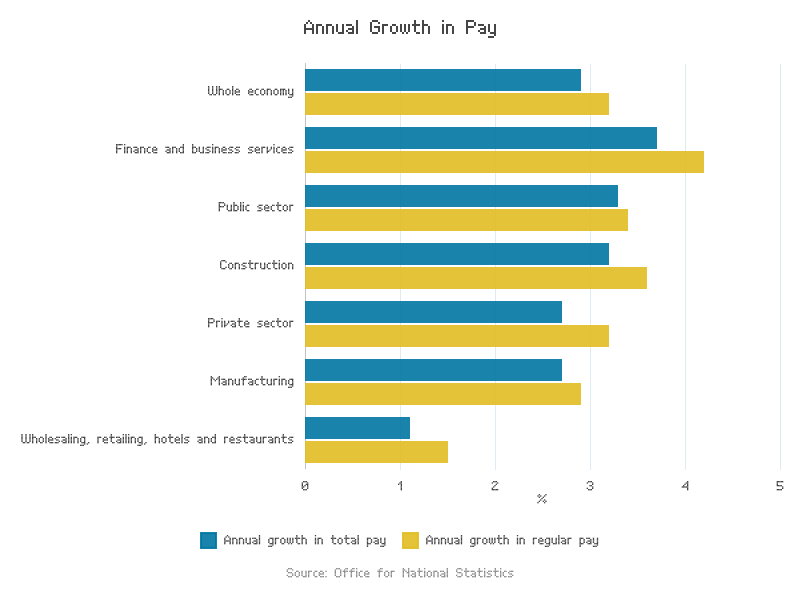 Annual Growth in Pay
Whole economy
Finance and business services
Public sector
Construction
Private sector
Manufacturing
Wholesaling, retailing, hotels and restaurants
0 1 2 3 4 5
%
Annual growth in total pay Annual growth in regular pay
Source: Office for National Statistics